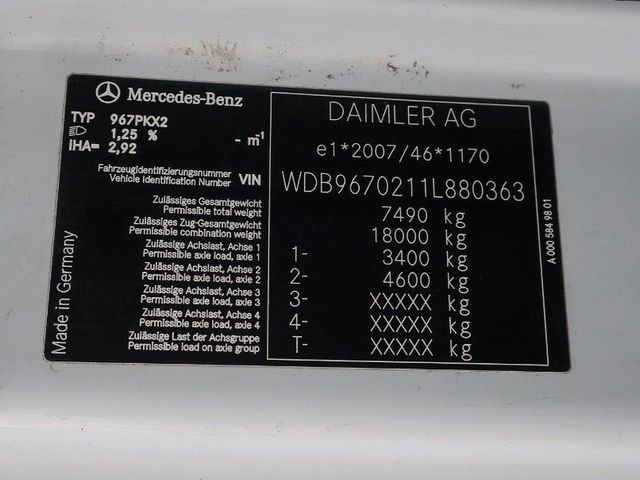 Mercedes-Benz
TYP 967PKX2
1,25 % - m⁻¹
IHA= 2,92
DAIMLER AG
e1*2007/46*1170
Fahrzeugidentifizierungsnummer
Vehicle Identification Number VIN WDB9670211L880363
Zulässiges Gesamtgewicht
Permissible total weight 7490 kg
Zulässiges Zug-Gesamtgewicht
Permissible combination weight 18000 kg
Zulässige Achslast, Achse 1
Permissible axle load, axle 1 1- 3400 kg
Zulässige Achslast, Achse 2
Permissible axle load, axle 2 2- 4600 kg
Zulässige Achslast, Achse 3
Permissible axle load, axle 3 3- XXXXX kg
Zulässige Achslast, Achse 4
Permissible axle load, axle 4 4- XXXXX kg
Zulässige Last der Achsgruppe
Permissible load on axle group T- XXXXX kg
Made in Germany
A 000 584 98 01